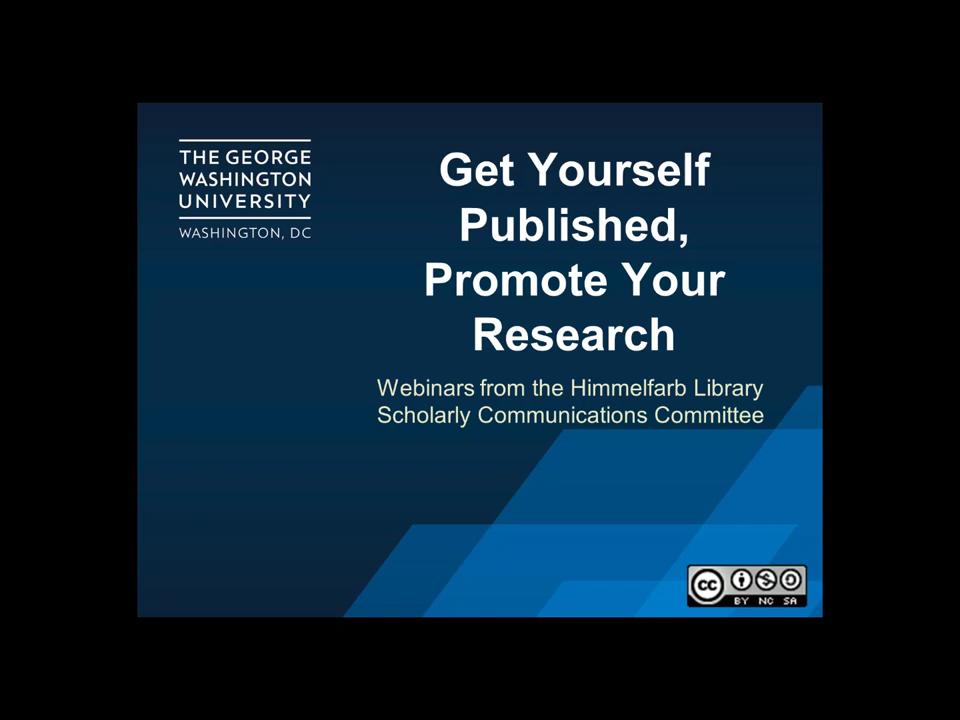 THE GEORGE
WASHINGTON
UNIVERSITY
WASHINGTON, DC
Get Yourself
Published,
Promote Your
Research
Webinars from the Himmelfarb Library
Scholarly Communications Committee
cc
BY NC SA